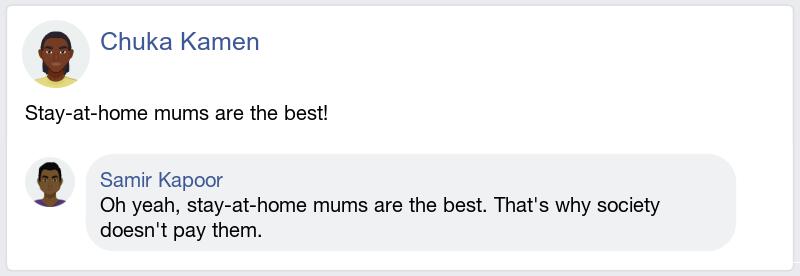 Chuka Kamen
Stay-at-home mums are the best!
Samir Kapoor
Oh yeah, stay-at-home mums are the best. That's why society
doesn't pay them.